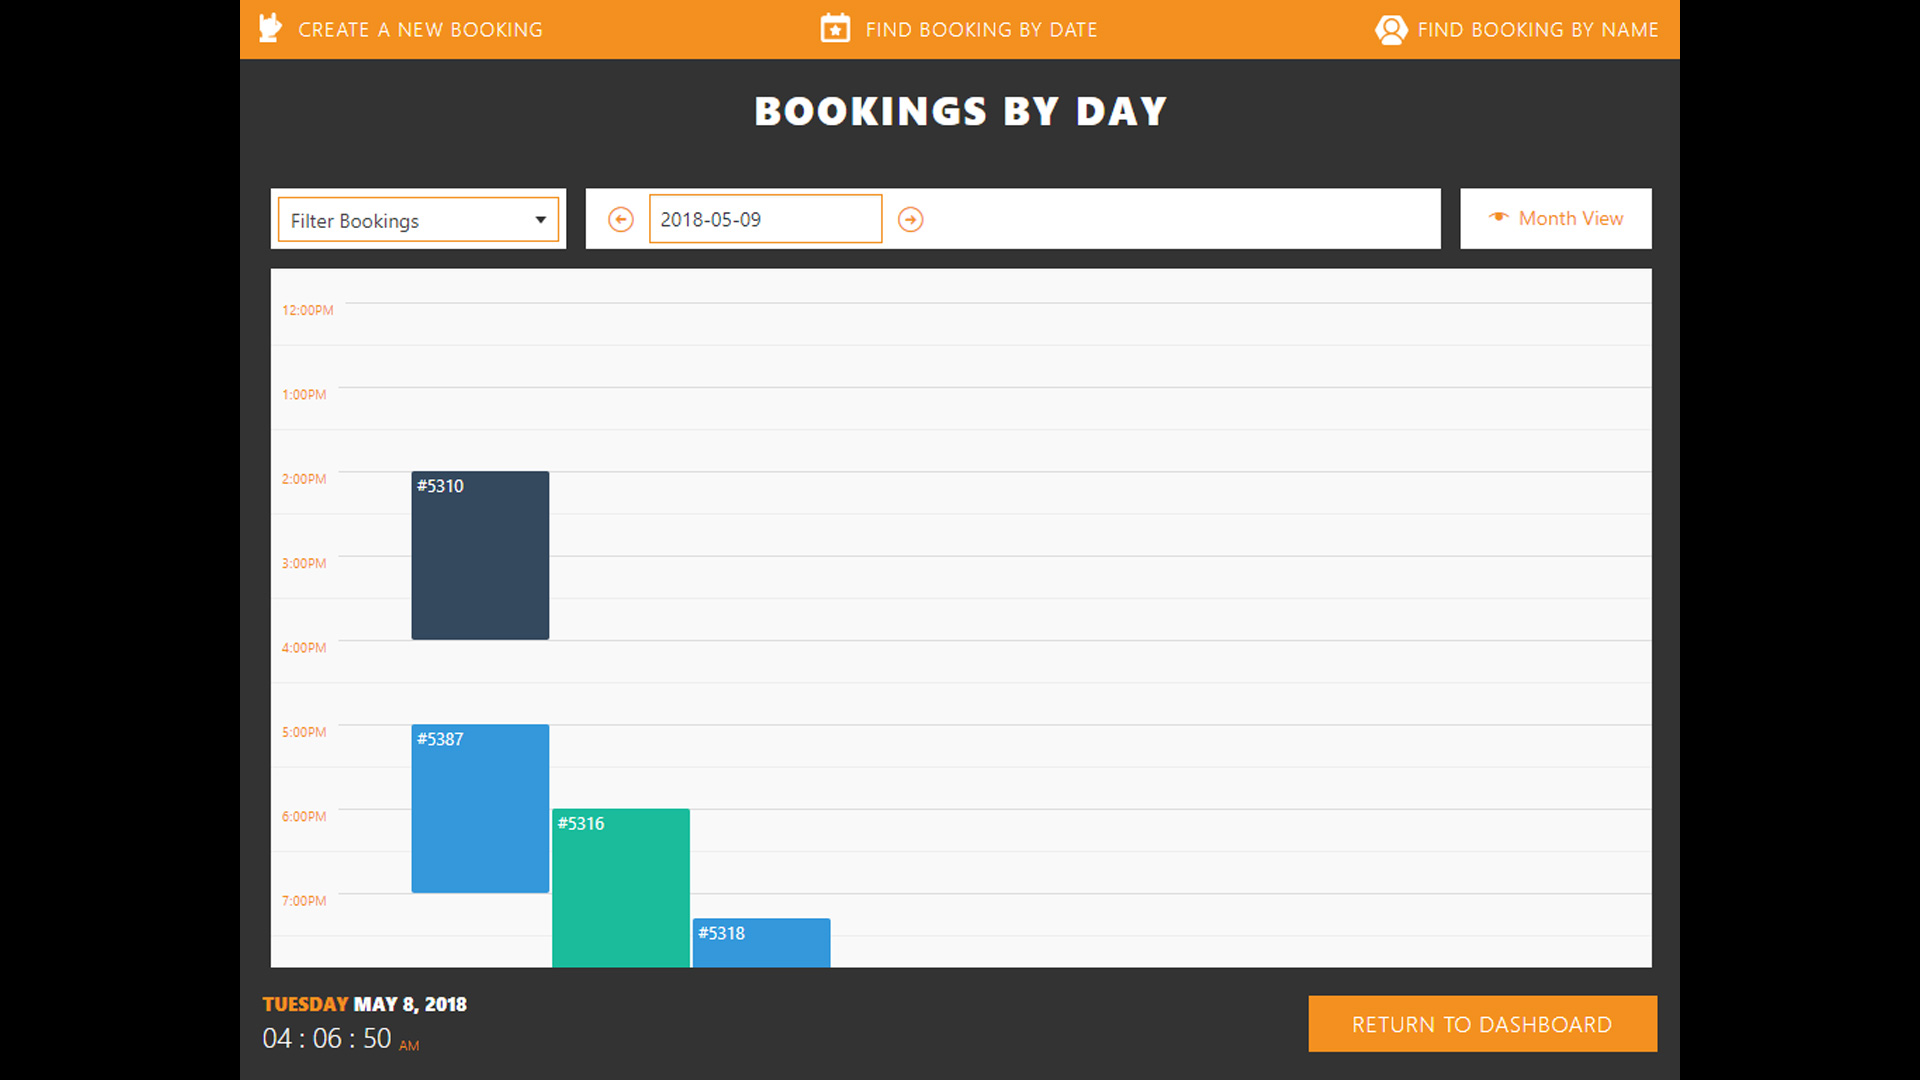 CREATE A NEW BOOKING
FIND BOOKING BY DATE
FIND BOOKING BY NAME
BOOKINGS BY DAY
Filter Bookings
2018-05-09
Month View
12:00PM
1:00PM
2:00PM
#5310
3:00PM
4:00PM
5:00PM
#5387
6:00PM
#5316
7:00PM
#5318
TUESDAY MAY 8, 2018
04 : 06 : 50 AM
RETURN TO DASHBOARD